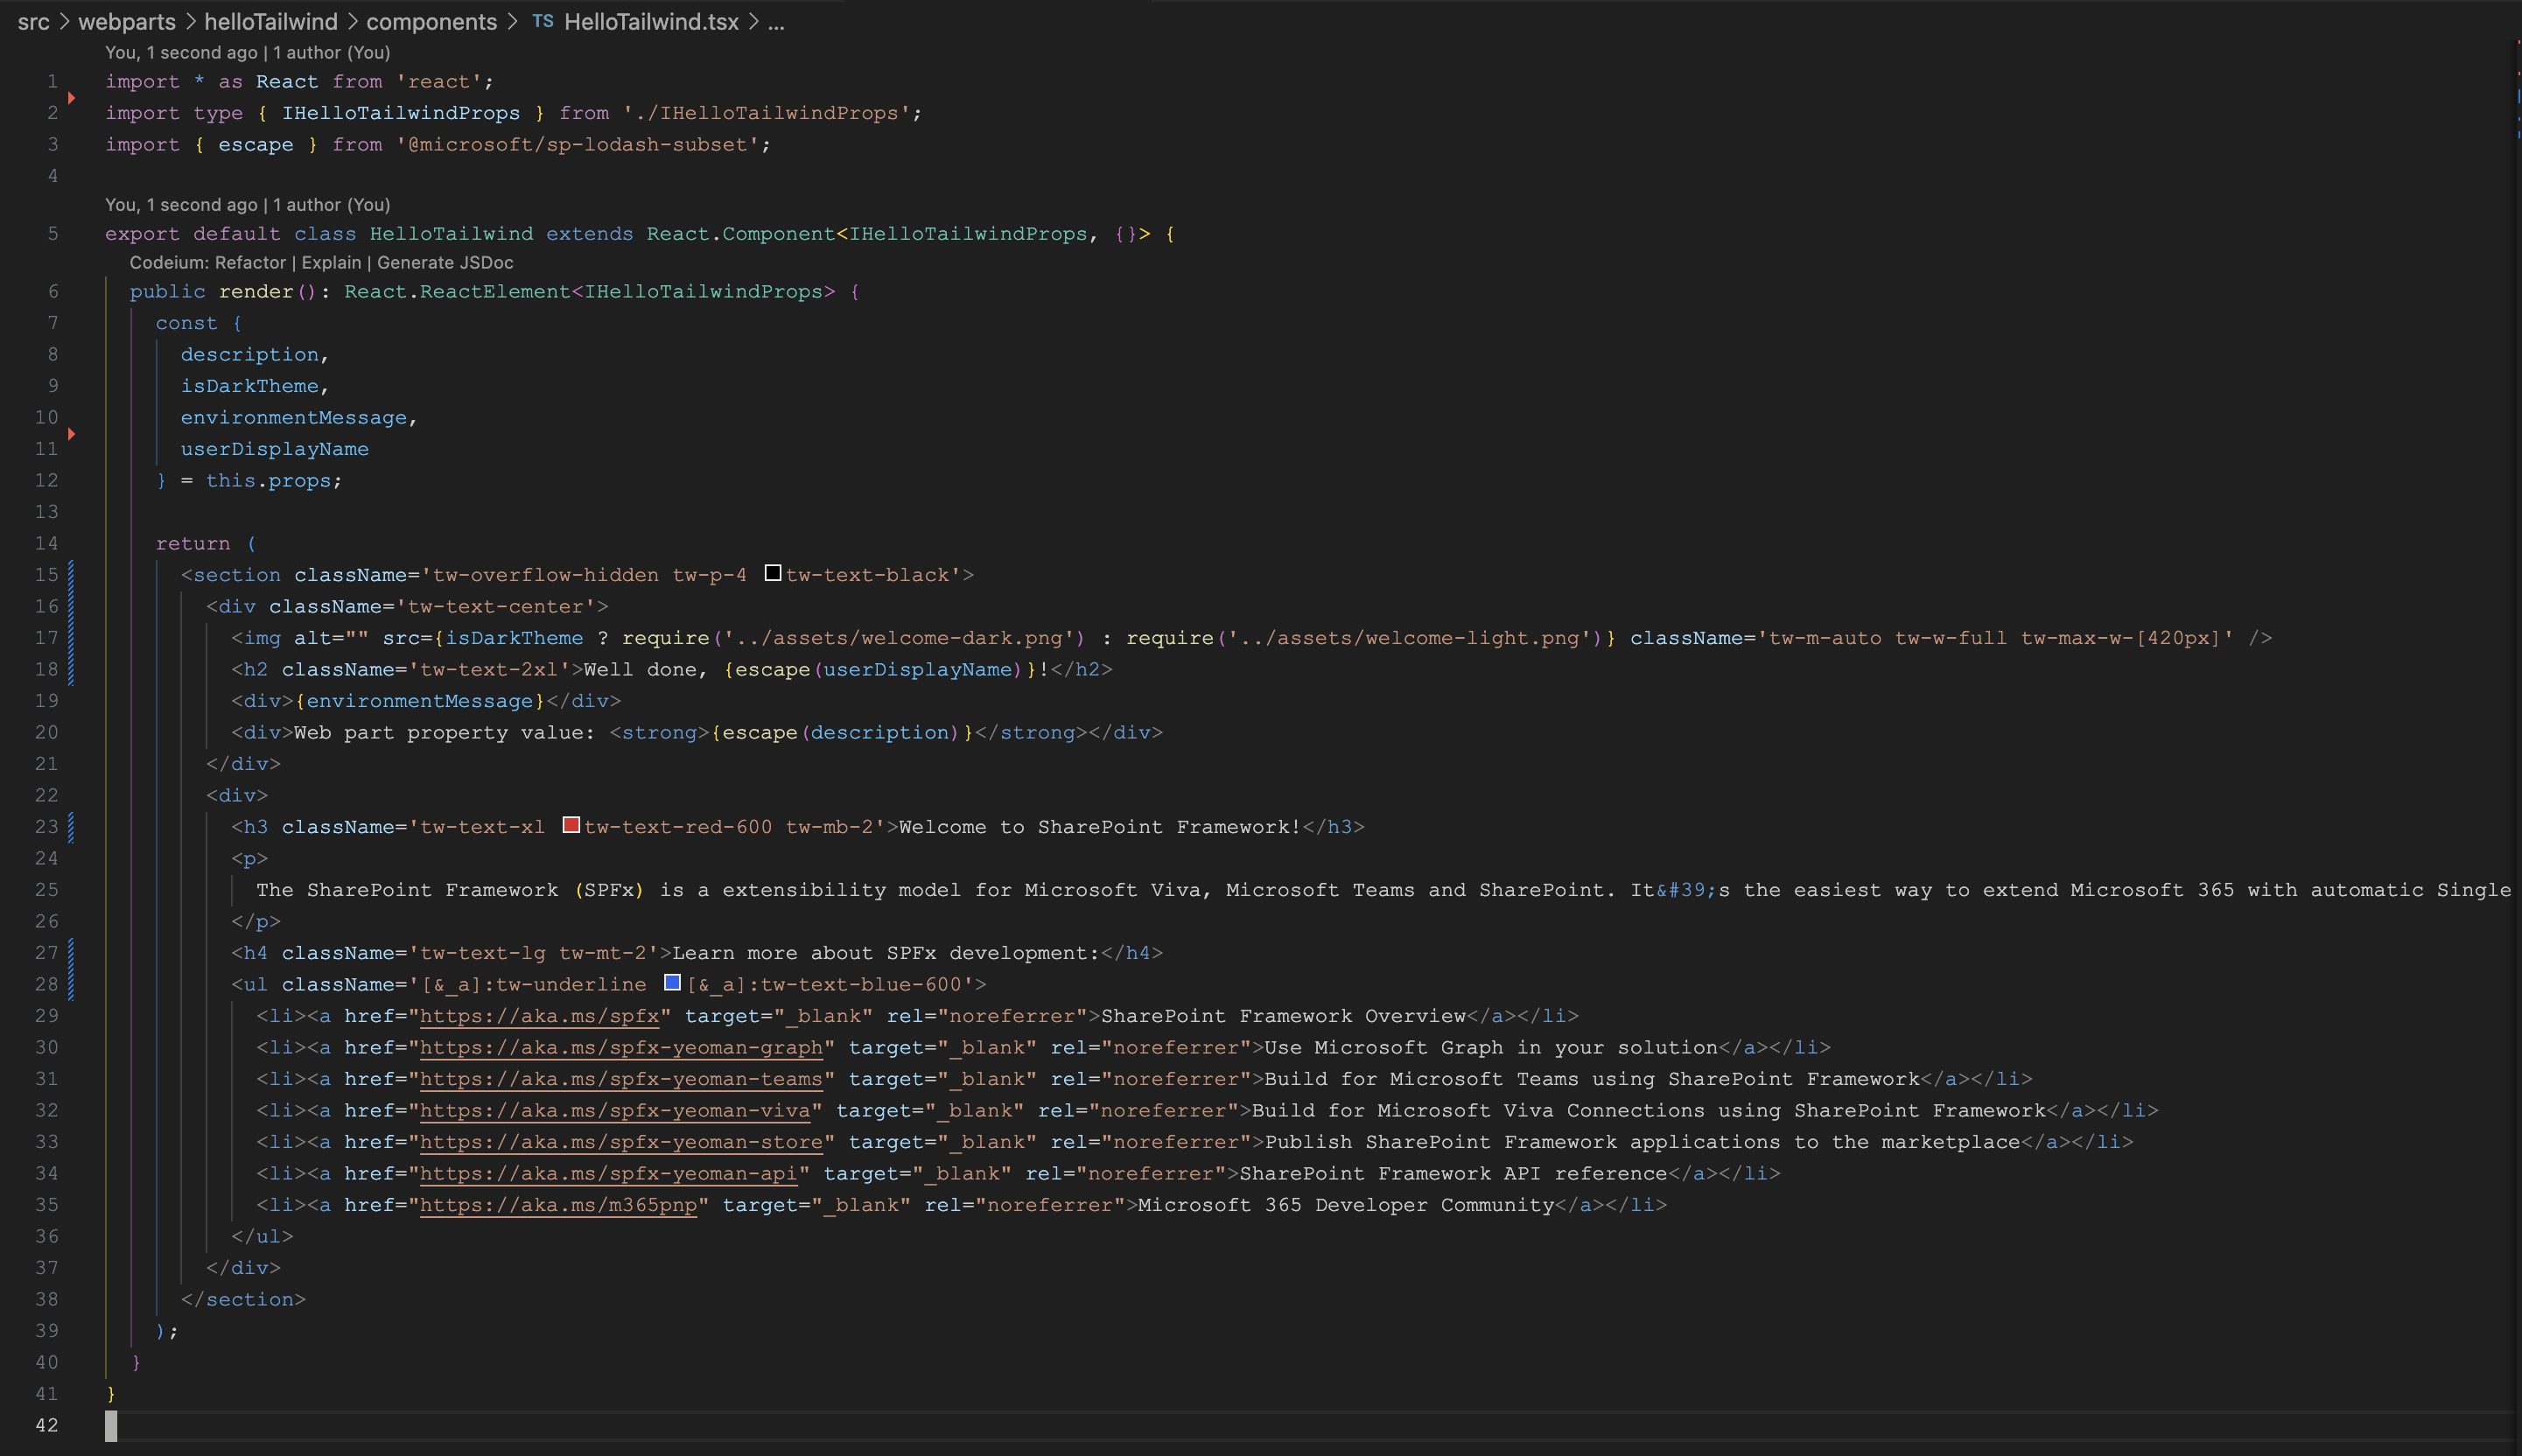 src > webparts > helloTailwind > components > TS HelloTailwind.tsx > ...
You, 1 second ago | 1 author (You)
1 import * as React from 'react';
2 import type { IHelloTailwindProps } from './IHelloTailwindProps';
3 import { escape } from '@microsoft/sp-lodash-subset';
4
You, 1 second ago | 1 author (You)
5 export default class HelloTailwind extends React.Component<IHelloTailwindProps, {}> {
Codeium: Refactor | Explain | Generate JSDoc
6 public render(): React.ReactElement<IHelloTailwindProps> {
7 const {
8 description,
9 isDarkTheme,
10 environmentMessage,
11 userDisplayName
12 } = this.props;
13
14 return (
15 <section className='tw-overflow-hidden tw-p-4 tw-text-black'>
16 <div className='tw-text-center'>
17 <img alt="" src={isDarkTheme ? require('../assets/welcome-dark.png') : require('../assets/welcome-light.png')} className='tw-m-auto tw-w-full tw-max-w-[420px]' />
18 <h2 className='tw-text-2xl'>Well done, {escape(userDisplayName)}!</h2>
19 <div>{environmentMessage}</div>
20 <div>Web part property value: <strong>{escape(description)}</strong></div>
21 </div>
22 <div>
23 <h3 className='tw-text-xl tw-text-red-600 tw-mb-2'>Welcome to SharePoint Framework!</h3>
24 <p>
25 The SharePoint Framework (SPFx) is a extensibility model for Microsoft Viva, Microsoft Teams and SharePoint. It&#39;s the easiest way to extend Microsoft 365 with automatic Single
26 </p>
27 <h4 className='tw-text-lg tw-mt-2'>Learn more about SPFx development:</h4>
28 <ul className='[&_a]:tw-underline [&_a]:tw-text-blue-600'>
29 <li><a href="https://aka.ms/spfx" target="_blank" rel="noreferrer">SharePoint Framework Overview</a></li>
30 <li><a href="https://aka.ms/spfx-yeoman-graph" target="_blank" rel="noreferrer">Use Microsoft Graph in your solution</a></li>
31 <li><a href="https://aka.ms/spfx-yeoman-teams" target="_blank" rel="noreferrer">Build for Microsoft Teams using SharePoint Framework</a></li>
32 <li><a href="https://aka.ms/spfx-yeoman-viva" target="_blank" rel="noreferrer">Build for Microsoft Viva Connections using SharePoint Framework</a></li>
33 <li><a href="https://aka.ms/spfx-yeoman-store" target="_blank" rel="noreferrer">Publish SharePoint Framework applications to the marketplace</a></li>
34 <li><a href="https://aka.ms/spfx-yeoman-api" target="_blank" rel="noreferrer">SharePoint Framework API reference</a></li>
35 <li><a href="https://aka.ms/m365pnp" target="_blank" rel="noreferrer">Microsoft 365 Developer Community</a></li>
36 </ul>
37 </div>
38 </section>
39 );
40 }
41 }
42